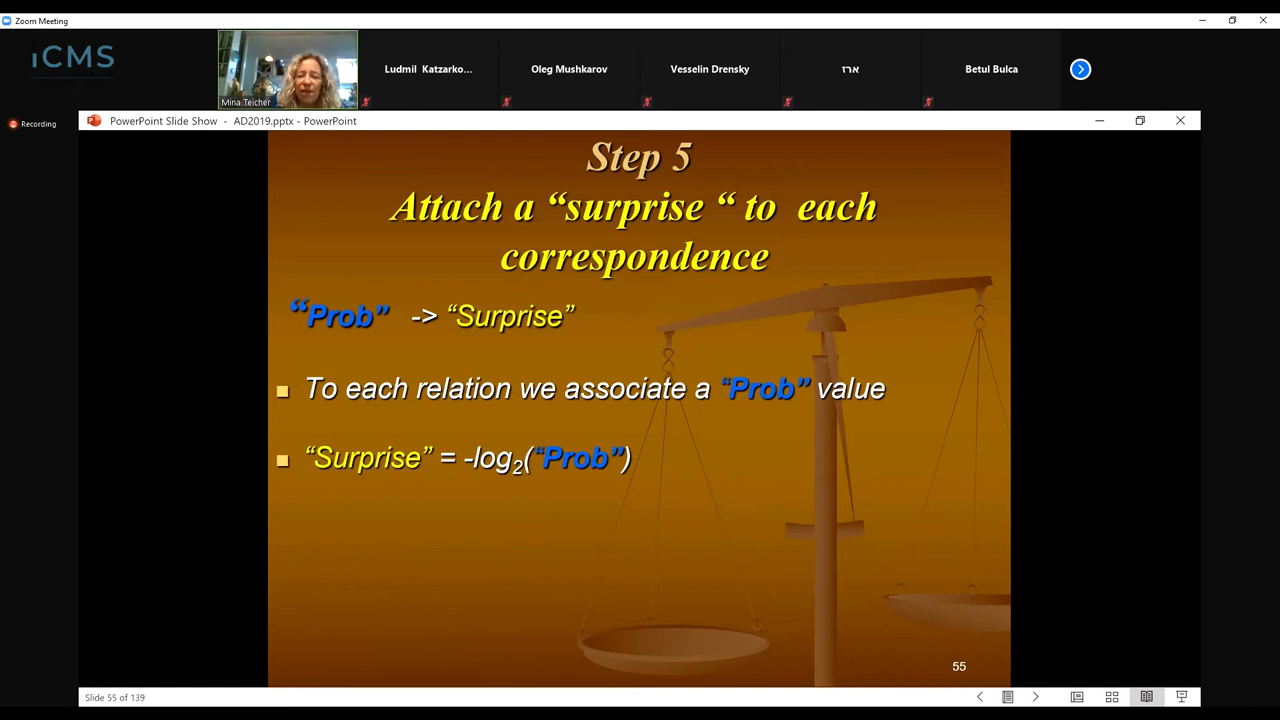 Zoom Meeting
iCMS
Mina Teicher
Ludmil Katzarko...
Oleg Mushkarov
Vesselin Drensky
ארז
Betul Bulca
Recording
PowerPoint Slide Show - AD2019.pptx - PowerPoint
Step 5
Attach a “surprise “ to each
correspondence
“Prob” -> “Surprise”
To each relation we associate a “Prob” value
“Surprise” = -log2(“Prob”)
55
Slide 55 of 139